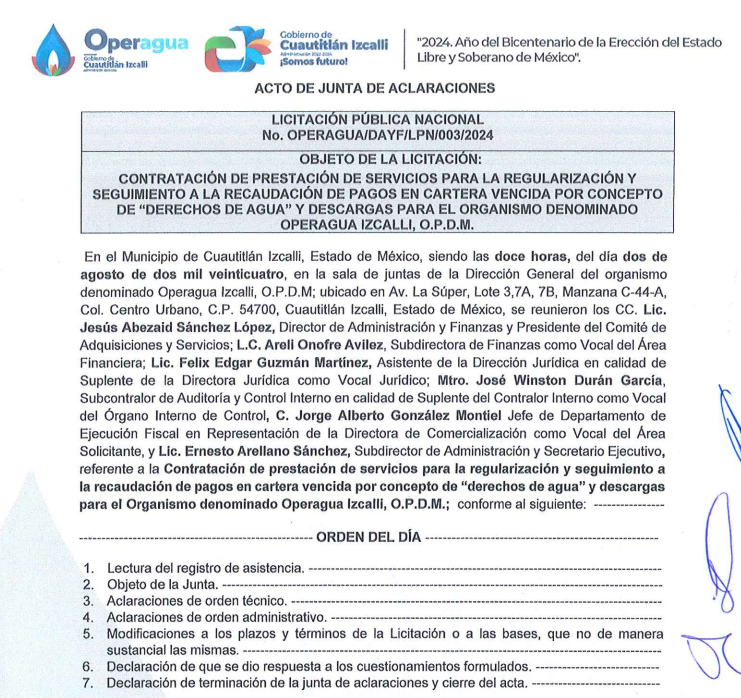 Operagua
Gobierno de
Cuautitlán Izcalli
Gobierno de
Cuautitlán Izcalli
Administración 2022-2024
¡Somos futuro!
"2024. Año del Bicentenario de la Erección del Estado
Libre y Soberano de México".
ACTO DE JUNTA DE ACLARACIONES
LICITACIÓN PÚBLICA NACIONAL
No. OPERAGUA/DAYF/LPN/003/2024
OBJETO DE LA LICITACIÓN:
CONTRATACIÓN DE PRESTACIÓN DE SERVICIOS PARA LA REGULARIZACIÓN Y
SEGUIMIENTO A LA RECAUDACIÓN DE PAGOS EN CARTERA VENCIDA POR CONCEPTO
DE “DERECHOS DE AGUA” Y DESCARGAS PARA EL ORGANISMO DENOMINADO
OPERAGUA IZCALLI, O.P.D.M.
En el Municipio de Cuautitlán Izcalli, Estado de México, siendo las doce horas, del día dos de
agosto de dos mil veinticuatro, en la sala de juntas de la Dirección General del organismo
denominado Operagua Izcalli, O.P.D.M; ubicado en Av. La Súper, Lote 3,7A, 7B, Manzana C-44-A,
Col. Centro Urbano, C.P. 54700, Cuautitlán Izcalli, Estado de México, se reunieron los CC. Lic.
Jesús Abezaid Sánchez López, Director de Administración y Finanzas y Presidente del Comité de
Adquisiciones y Servicios; L.C. Areli Onofre Avilez, Subdirectora de Finanzas como Vocal del Área
Financiera; Lic. Felix Edgar Guzmán Martínez, Asistente de la Dirección Jurídica en calidad de
Suplente de la Directora Jurídica como Vocal Jurídico; Mtro. José Winston Durán García,
Subcontralor de Auditoría y Control Interno en calidad de Suplente del Contralor Interno como Vocal
del Órgano Interno de Control, C. Jorge Alberto González Montiel Jefe de Departamento de
Ejecución Fiscal en Representación de la Directora de Comercialización como Vocal del Área
Solicitante, y Lic. Ernesto Arellano Sánchez, Subdirector de Administración y Secretario Ejecutivo,
referente a la Contratación de prestación de servicios para la regularización y seguimiento a
la recaudación de pagos en cartera vencida por concepto de “derechos de agua” y descargas
para el Organismo denominado Operagua Izcalli, O.P.D.M.; conforme al siguiente: ----------------
------------------------------------------ ORDEN DEL DÍA ------------------------------------------
1. Lectura del registro de asistencia. ----------------------------------------------------------------
2. Objeto de la Junta. --------------------------------------------------------------------------------
3. Aclaraciones de orden técnico. --------------------------------------------------------------------
4. Aclaraciones de orden administrativo. -------------------------------------------------------------
5. Modificaciones a los plazos y términos de la Licitación o a las bases, que no de manera
sustancial las mismas. -------------------------------------------------------------------------------
6. Declaración de que se dio respuesta a los cuestionamientos formulados. -----------------------
7. Declaración de terminación de la junta de aclaraciones y cierre del acta. ------------------------